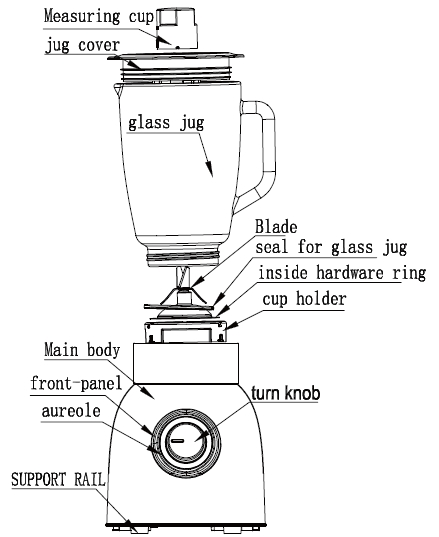 Measuring cup
jug cover
glass jug
Blade
seal for glass jug
inside hardware ring
cup holder
Main body
front-panel
turn knob
aureole
SUPPORT RAIL